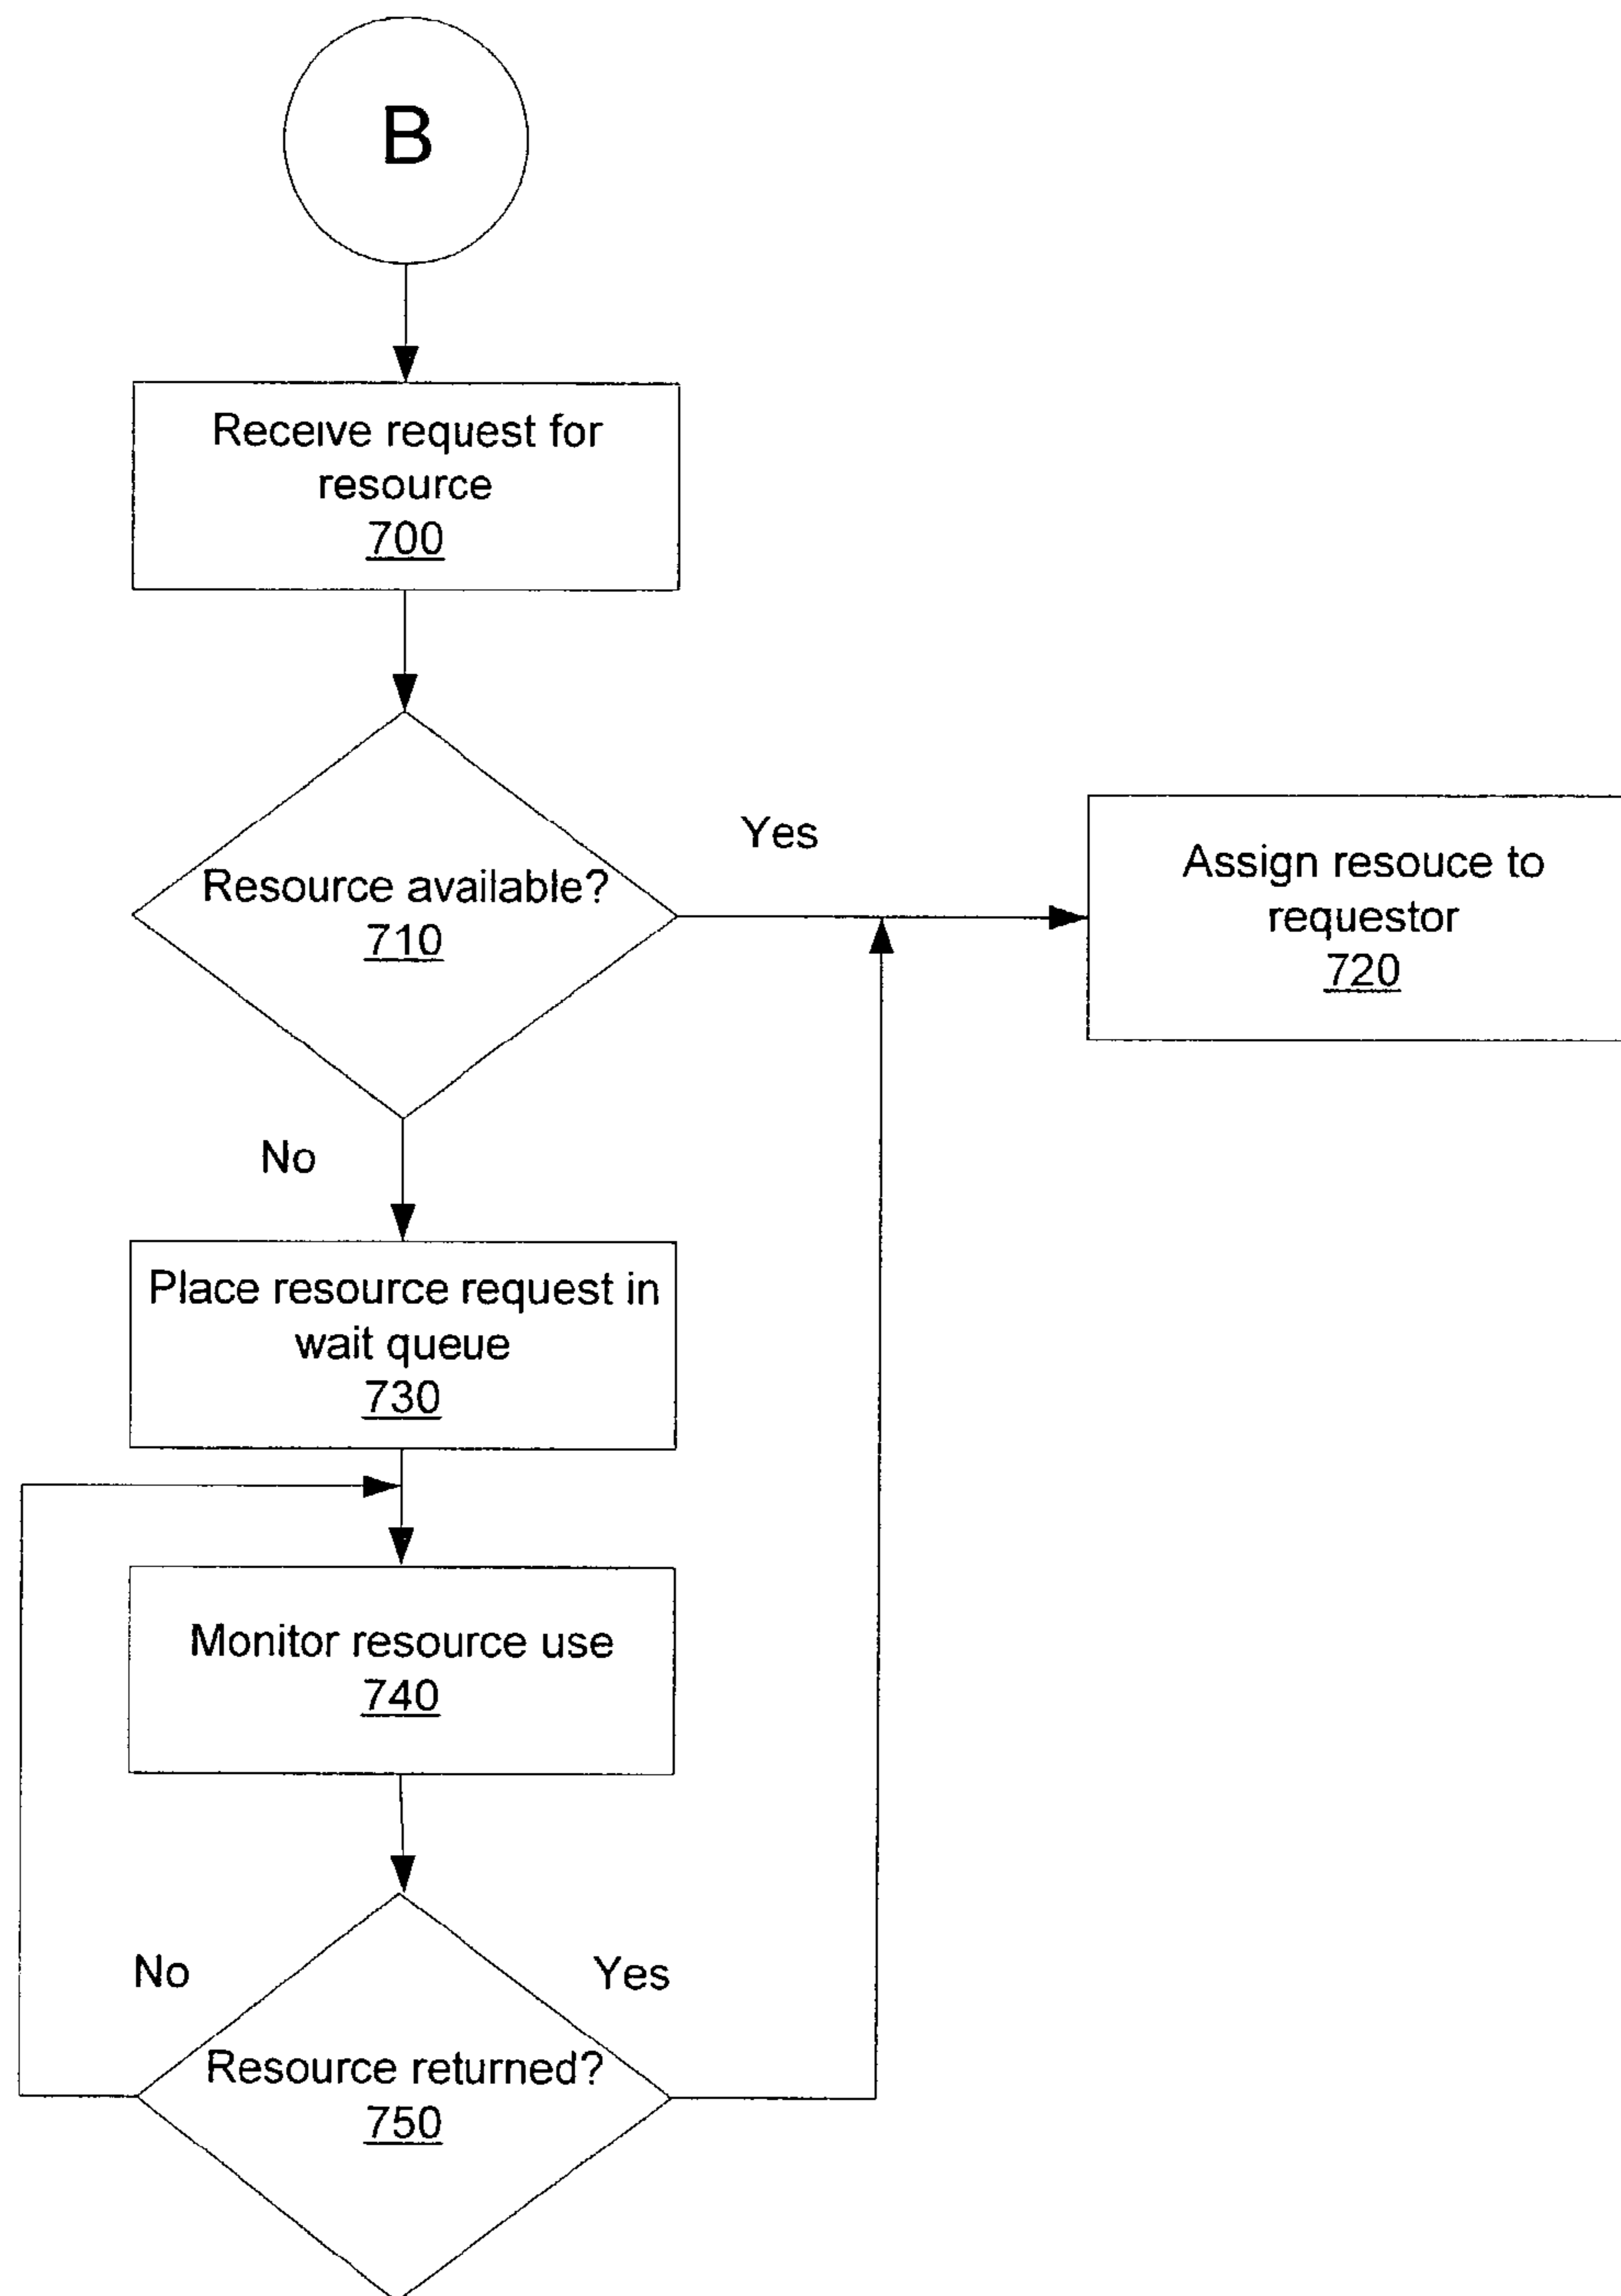 B
Receive request for
resource
700
Resource available?
710
Yes
Assign resouce to
requestor
720
No
Place resource request in
wait queue
730
Monitor resource use
740
No
Yes
Resource returned?
750